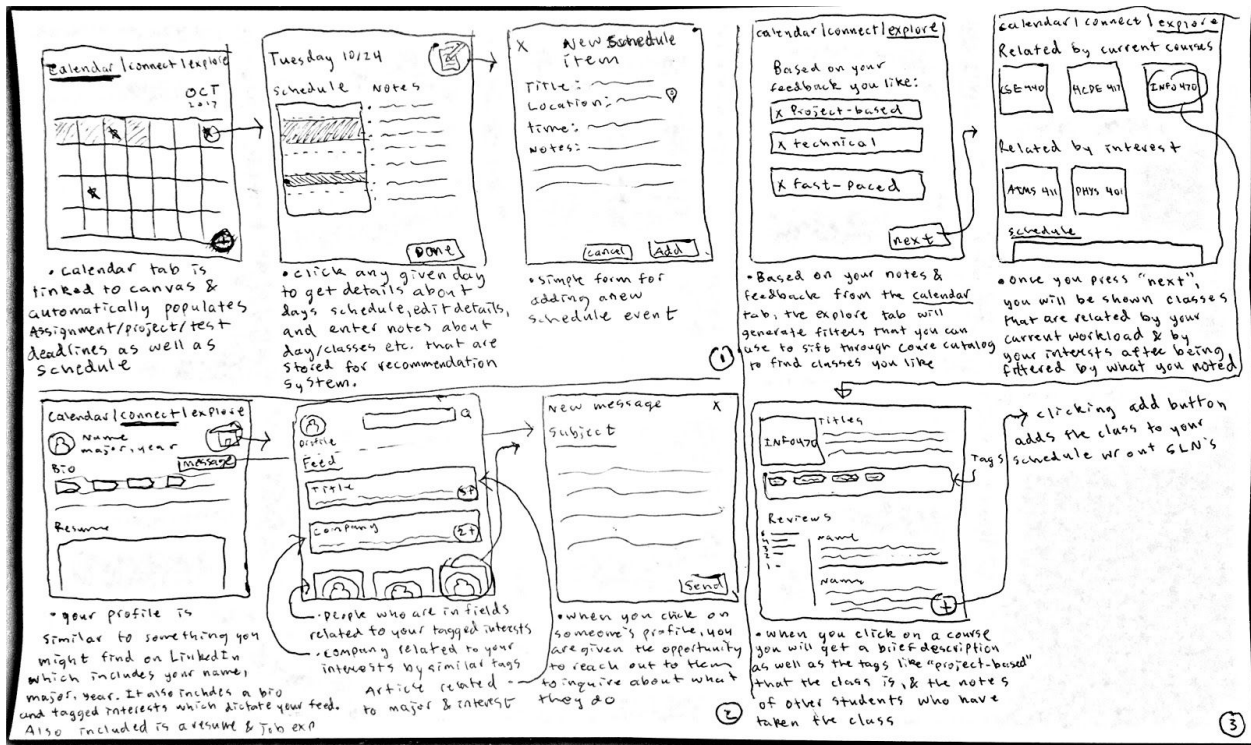 Calendar | connect | explore
OCT
2017
• Calendar tab is
linked to canvas &
automatically populates
Assignment/project/test
deadlines as well as
schedule
Tuesday 10/24
Schedule
Notes
Done
• click any given day
to get details about
days schedule, edit details,
and enter notes about
day/classes etc. that are
stored for recommendation
system.
X
New Schedule
item
Title:
Location:
time:
Notes:
cancel
Add
• simple form for
adding a new
schedule event
1
Calendar | connect | explore
Name
major, year
message
Bio
Resume
• your profile is
similar to something you
might find on LinkedIn
which includes your name,
major, year. It also includes a bio
and tagged interests which dictate your feed.
Also included is a resume & job exp
Q
Profile
Feed
Title
5+
Company
2+
• People who are in fields
related to your tagged interests
• company related to your
interests by similar tags
Article related
to major & interest
New message
X
Subject
Send
• when you click on
someone's profile, you
are given the opportunity
to reach out to them
to inquire about what
they do
2
calendar | connect | explore
Based on your
feedback you like:
x Project-based
x technical
x Fast-Paced
next
• Based on your notes &
feedback from the calendar
tab, the explore tab will
generate filters that you can
use to sift through
catalog
to find classes you like
calendar | connect | explore
Related by current courses
CSE 440
HCDE 417
INFO 470
Related by interest
ATMS 411
PHYS 401
schedule
• once you press "next",
you will be shown classes
that are related by your
current workload & by
your intersts after being
filtered by what you noted
INFO 470
Titles
Tags
Reviews
5
4
3
2
1
Name
Name
+
clicking add button
adds the class to your
schedule w/ont SLN's
• when you click on a course
you will get a brief description
as well as the tags like "project-based"
that the class is, & the notes
of other students who have
taken the class
3